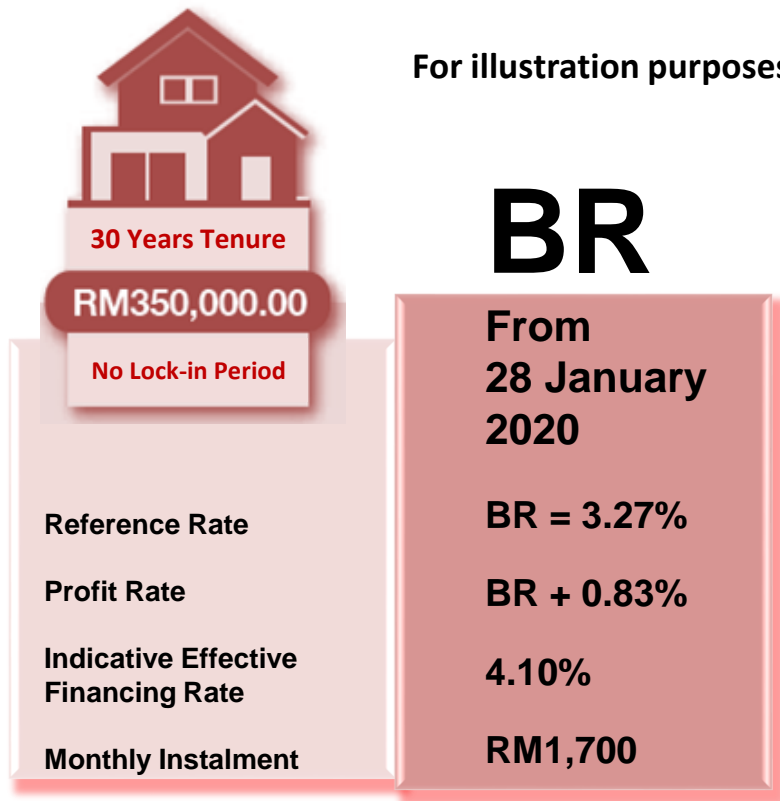 For illustration purposes
30 Years Tenure
RM350,000.00
No Lock-in Period
BR
From
28 January
2020
Reference Rate
BR = 3.27%
Profit Rate
BR + 0.83%
Indicative Effective
Financing Rate
4.10%
Monthly Instalment
RM1,700